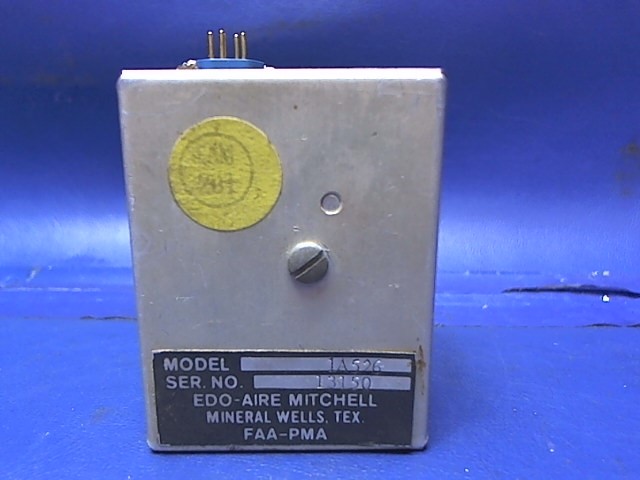 MODEL 1A526
SER. NO. 13150
EDO-AIRE MITCHELL
MINERAL WELLS, TEX.
FAA-PMA